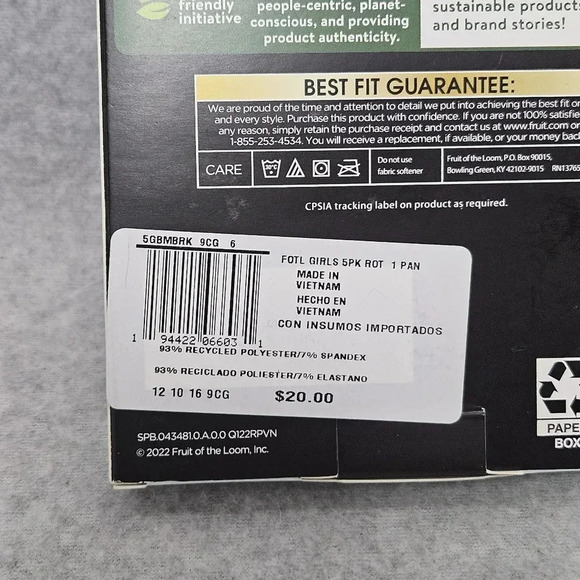 friendly
initiative
people-centric, planet-
conscious, and providing
product authenticity.
sustainable products
and brand stories!
BEST FIT GUARANTEE:
We are proud of the time and attention to detail we put into achieving the best fit
and every style. Purchase this product with confidence. If you are not 100% satisfie
any reason, simply retain the purchase receipt and contact us at www.fruit.com or
1-855-253-4534. You will receive a replacement, if available, or your money back
CARE
30°C
Do not use
fabric softener
Fruit of the Loom, P.O. Box 90015,
Bowling Green, KY 42102-9015 RN13765
CPSIA tracking label on product as required.
5GBMBRK 9CG 6
FOTL GIRLS 5PK ROT 1 PAN
MADE IN
VIETNAM
HECHO EN
VIETNAM
CON INSUMOS IMPORTADOS
1 94422 06603 1
93% RECYCLED POLYESTER/7% SPANDEX
93% RECICLADO POLIESTER/7% ELASTANO
12 10 16 9CG $20.00
SPB.043481.0.A.0.0 Q122RPVN
© 2022 Fruit of the Loom, Inc.
PAPE
BOX